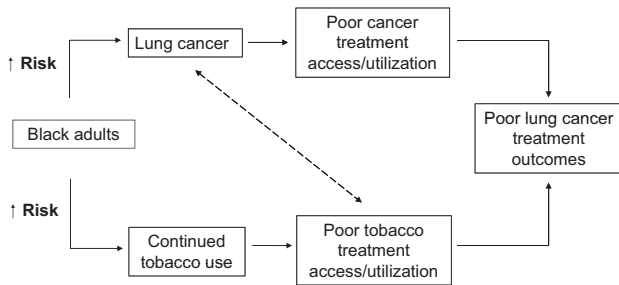 Lung cancer
Poor cancer
treatment
access/utilization
↑ Risk
Black adults
Poor lung cancer
treatment
outcomes
↑ Risk
Continued
tobacco use
Poor tobacco
treatment
access/utilization